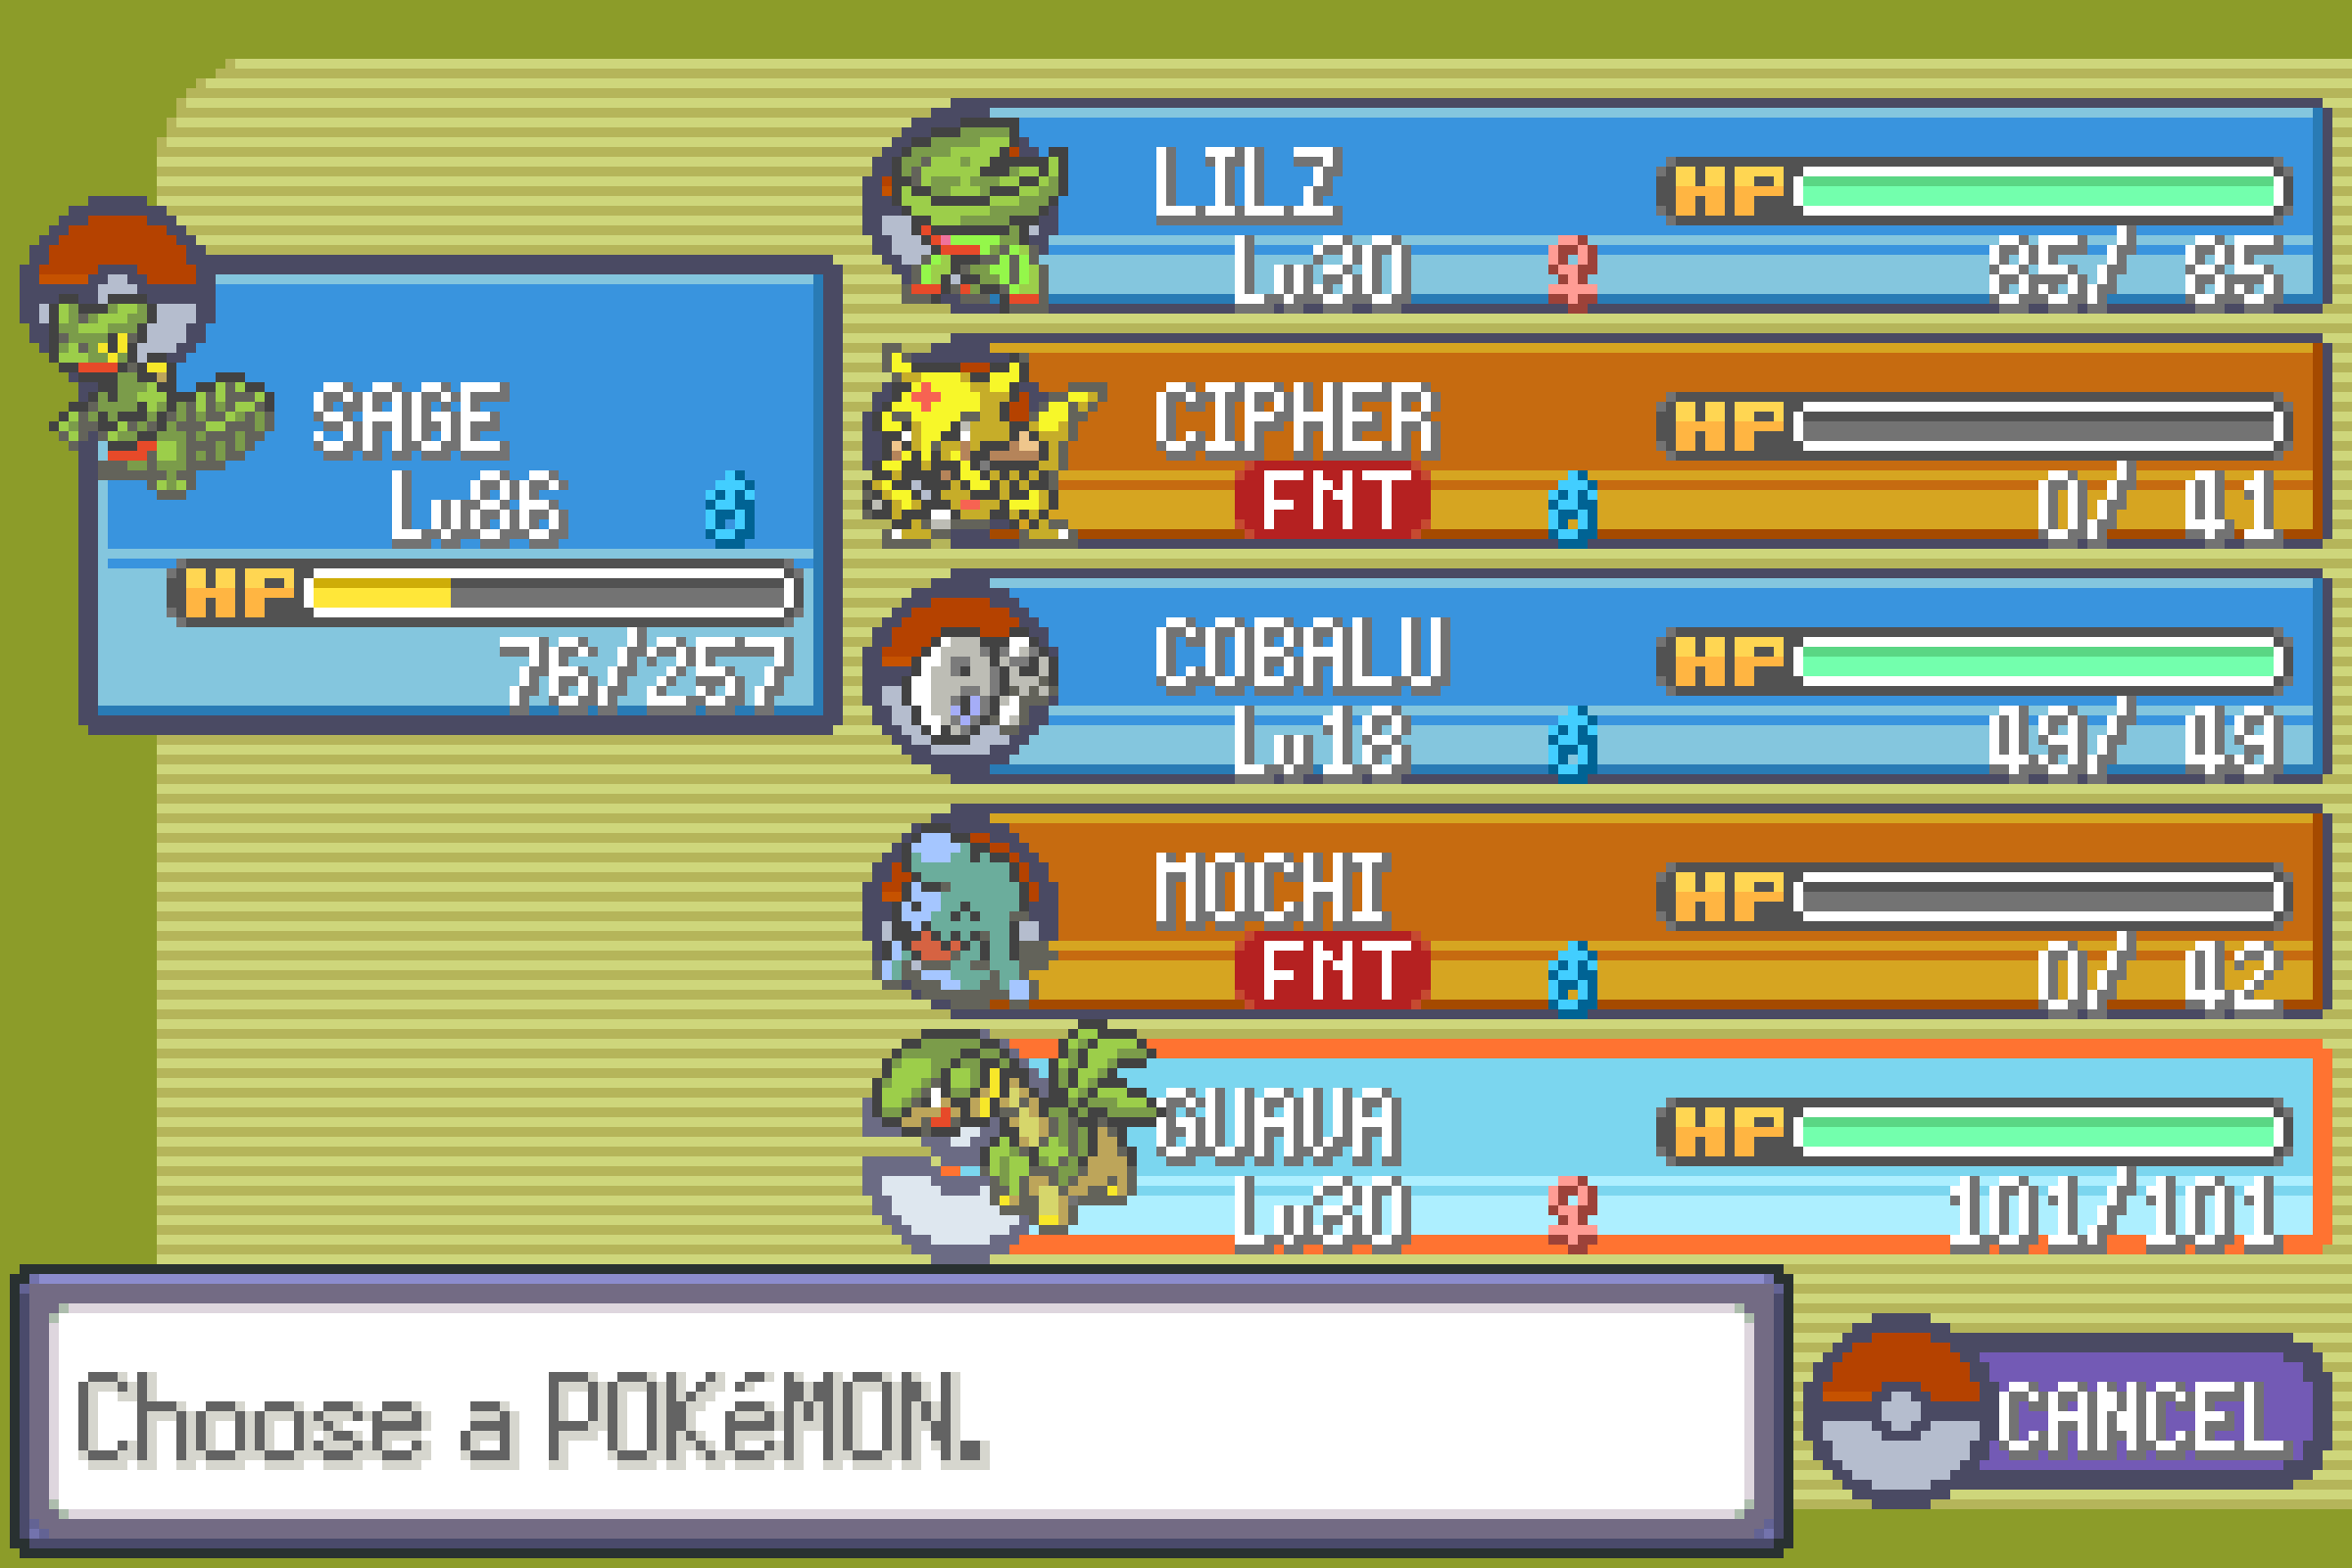 SAGE
Lv86 ♂
HP
76/257
LILZ
HP
Lv30 ♀ 85/ 85
CIPHER
HP
FNT ♂ 0/ 41
COBALU
HP
Lv18 ♂ 49/ 49
MOCHI
HP
FNT ♂ 0/ 42
GUAVA
HP
Lv30 ♀ 101/101
Choose a POKéMON.
CANCEL